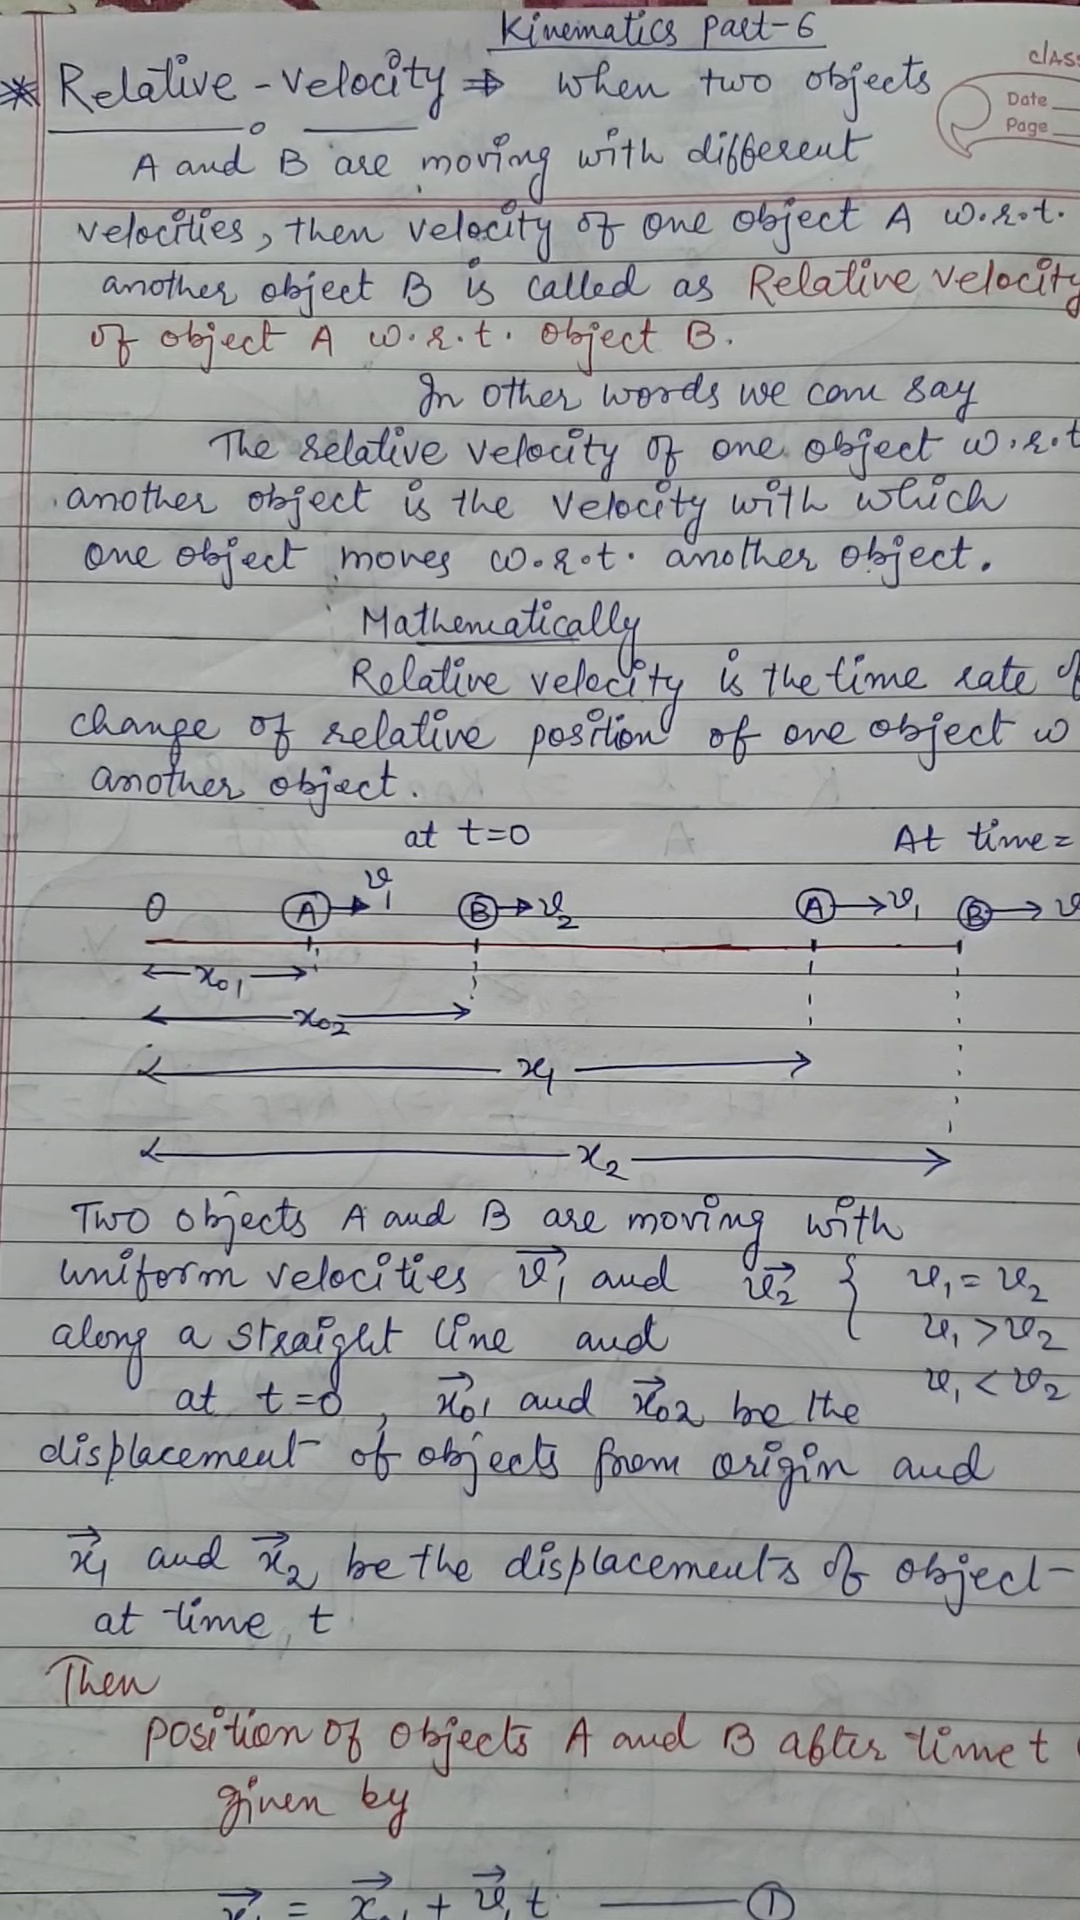 Kinematics Part-6
CLASS
* Relative-velocity ⇒ when two objects
Date
Page
A and B are moving with different
velocities, then velocity of one object A w.r.t.
another object B is called as Relative velocity
of object A w.r.t. object B.
In other words we can say
The relative velocity of one object w.r.t
another object is the velocity with which
one object moves w.r.t. another object.
Mathematically
Relative velocity is the time rate of
change of relative position of one object w
another object.
at t=0 At time =
O A → v₁ B → v₂ A → v₁ B → v
← x₀₁ →
← x₀₂ →
← x₁ →
← x₂ →
Two objects A and B are moving with
uniform velocities v⃗₁ and v⃗₂ { v₁ = v₂
along a straight line and v₁ > v₂
v₁ < v₂
at t=0, x⃗₀₁ and x⃗₀₂ be the
displacement of objects from origin and
x⃗₁ and x⃗₂ be the displacements of object-
at time, t
Then
position of objects A and B after time t
given by
= + v⃗₁t —— ①